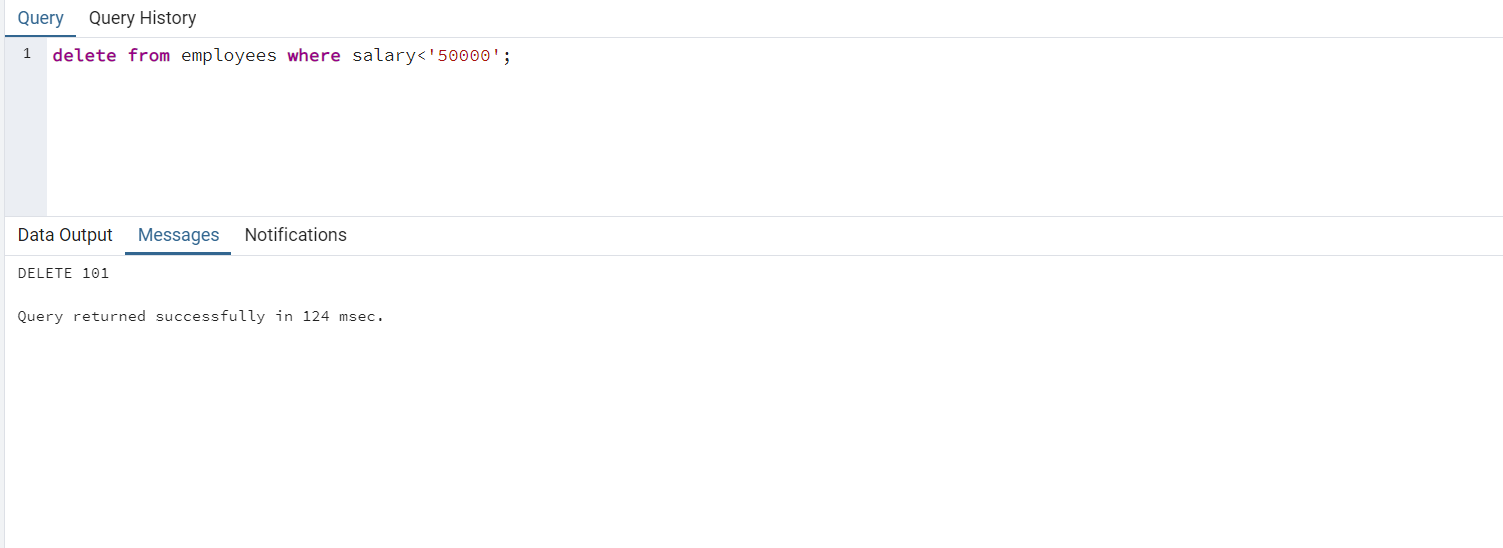 Query Query History
1 delete from employees where salary<'50000';
Data Output Messages Notifications
DELETE 101
Query returned successfully in 124 msec.